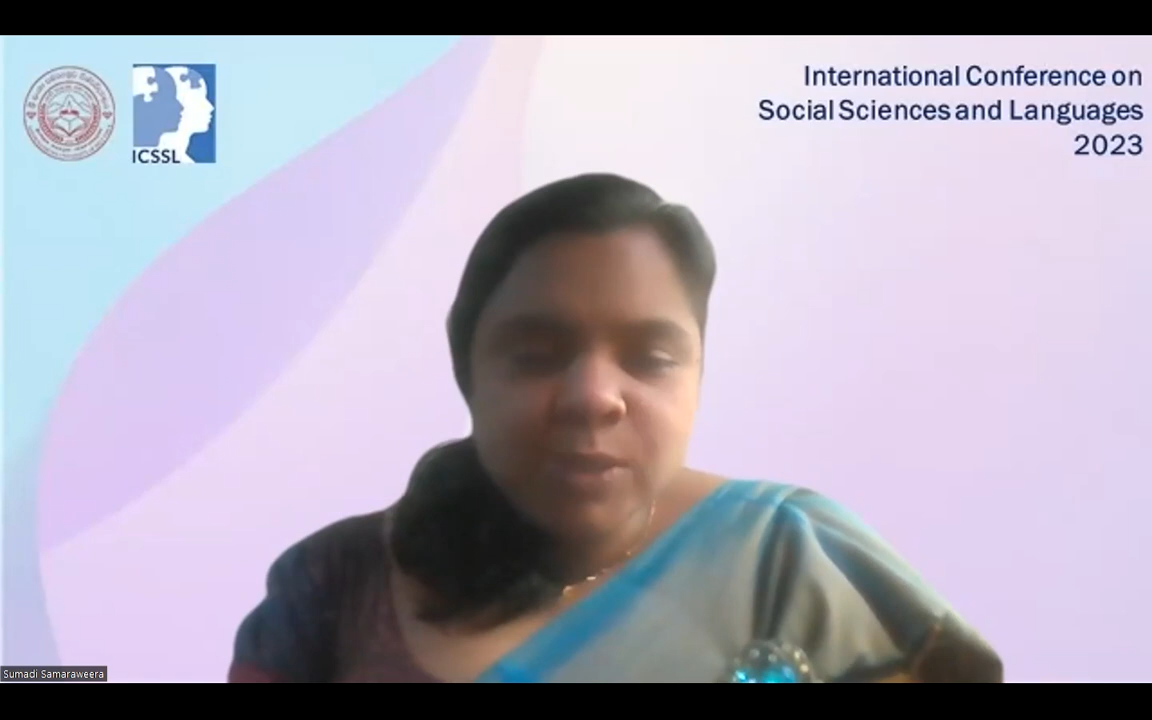 ICSSL
International Conference on
Social Sciences and Languages
2023
Sumadi Samaraweera